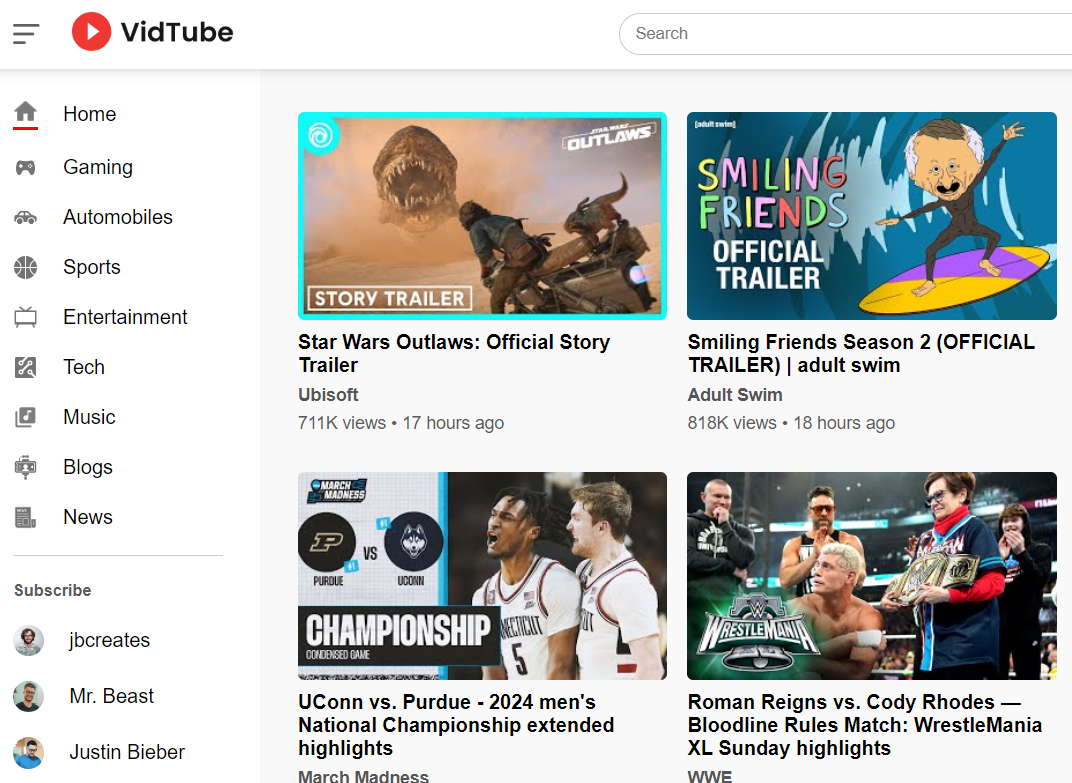 VidTube
Search
Home
Gaming
Automobiles
Sports
Entertainment
Tech
Music
Blogs
News
Subscribe
jbcreates
Mr. Beast
Justin Bieber
STAR WARS
OUTLAWS
STORY TRAILER
Star Wars Outlaws: Official Story
Trailer
Ubisoft
711K views • 17 hours ago
[adult swim]
SMILING
FRIENDS
OFFICIAL
TRAILER
Smiling Friends Season 2 (OFFICIAL
TRAILER) | adult swim
Adult Swim
818K views • 18 hours ago
MARCH
MADNESS
#1
VS
#1
PURDUE
UCONN
CHAMPIONSHIP
CONDENSED GAME
NECTICUT
5
UConn vs. Purdue - 2024 men's
National Championship extended
highlights
March Madness
WRESTLEMANIA
Roman Reigns vs. Cody Rhodes —
Bloodline Rules Match: WrestleMania
XL Sunday highlights
WWE